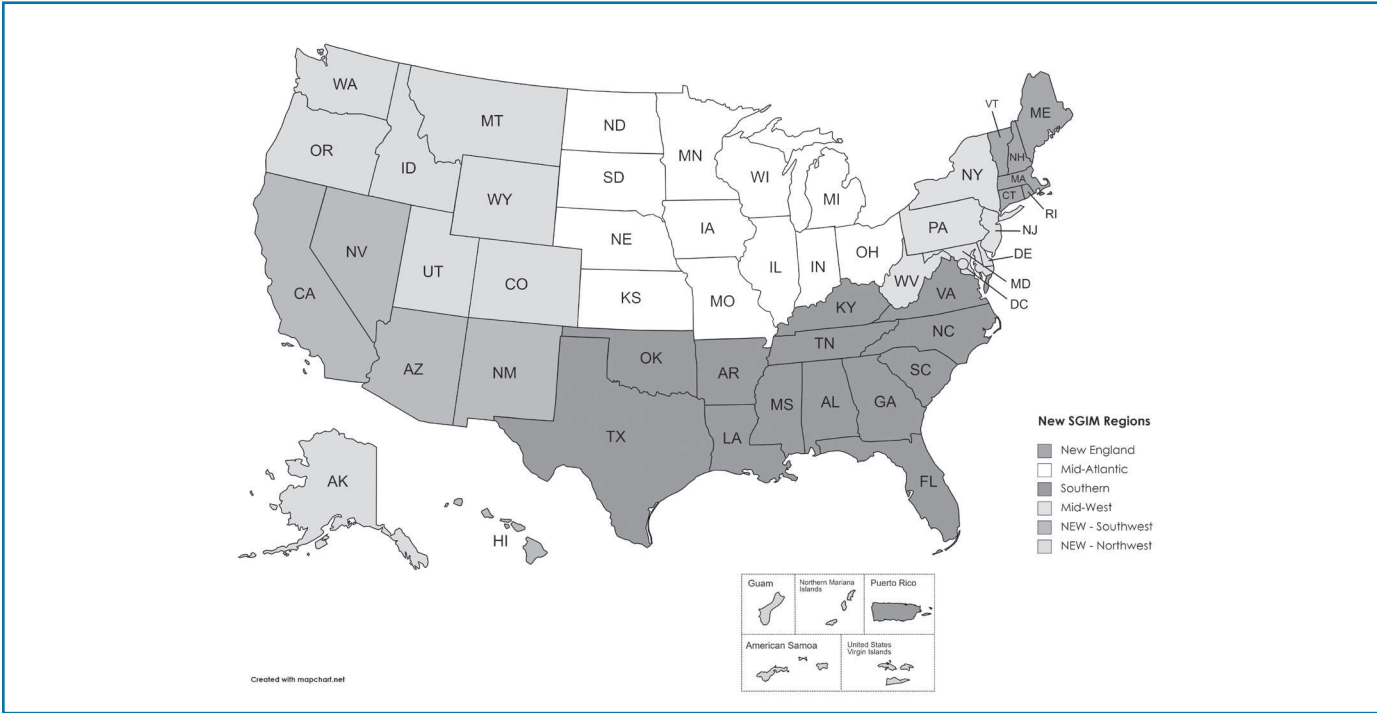 WA
MT
ND
MN
VT
ME
OR
ID
SD
WI
MI
NY
NH
MA
CT
RI
WY
NE
IA
PA
NJ
NV
UT
CO
IL
IN
OH
DE
MD
DC
WV
CA
KS
MO
KY
VA
AZ
NM
OK
AR
TN
NC
SC
TX
LA
MS
AL
GA
FL
AK
HI
New SGIM Regions
New England
Mid-Atlantic
Southern
Mid-West
NEW - Southwest
NEW - Northwest
Guam
Northern Mariana
Islands
Puerto Rico
American Samoa
United States
Virgin Islands
Created with mapchart.net